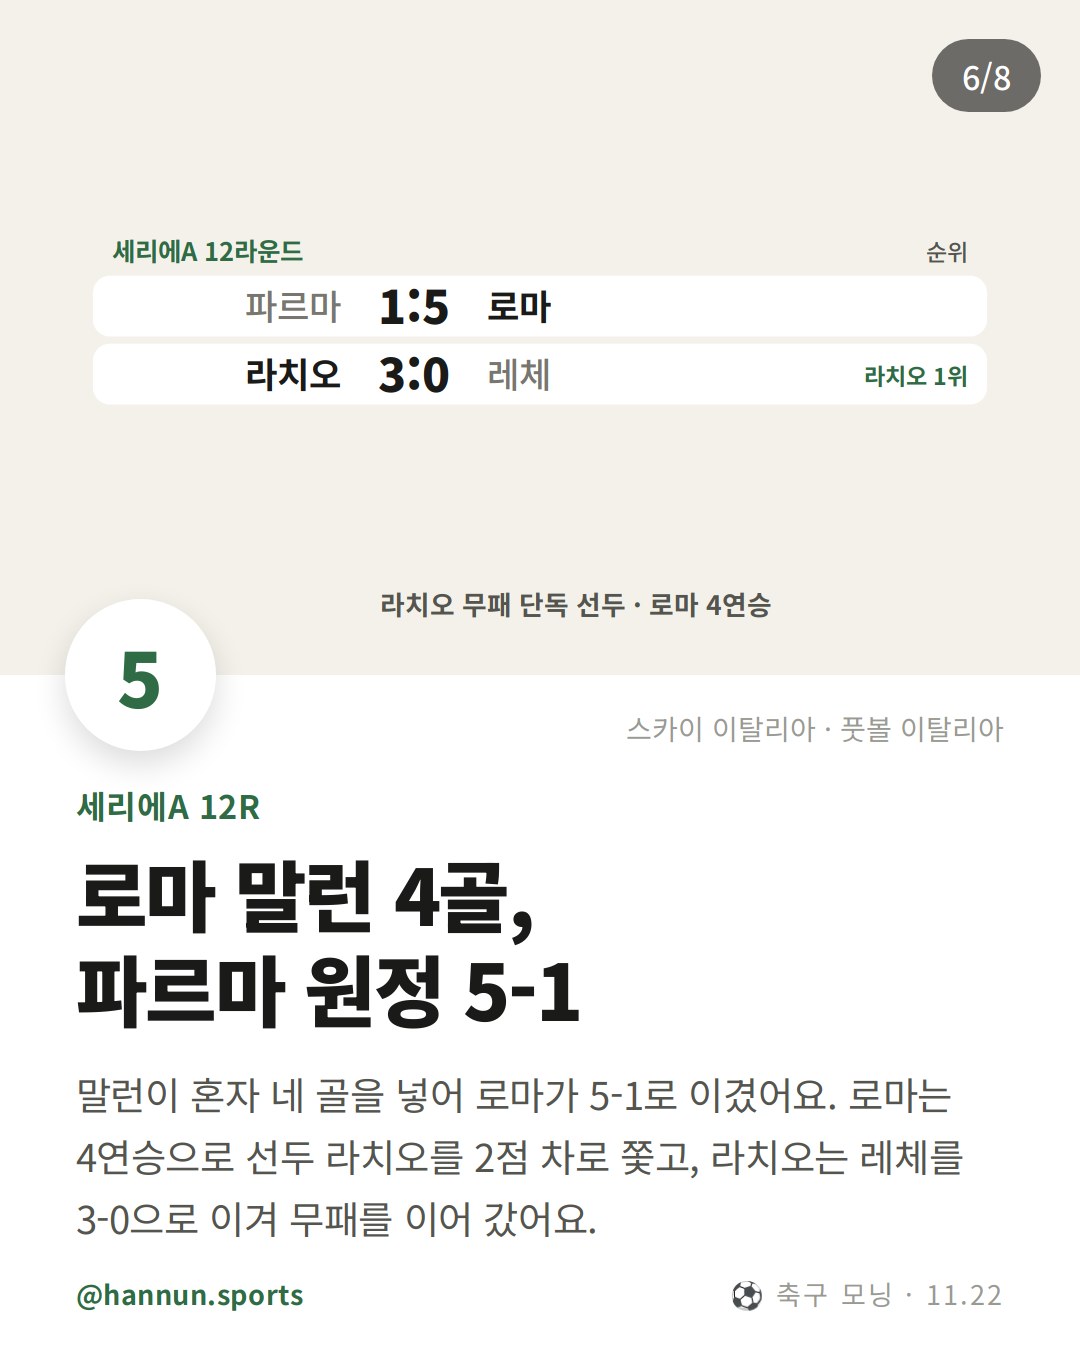 6/8
세리에A 12라운드 순위
파르마 1:5 로마
라치오 3:0 레체 라치오 1위
라치오 무패 단독 선두 · 로마 4연승
5
스카이 이탈리아 · 풋볼 이탈리아
세리에A 12R
로마 말런 4골,
파르마 원정 5-1
말런이 혼자 네 골을 넣어 로마가 5-1로 이겼어요. 로마는
4연승으로 선두 라치오를 2점 차로 쫓고, 라치오는 레체를
3-0으로 이겨 무패를 이어 갔어요.
@hannun.sports
⚽ 축구 모닝 · 11.22